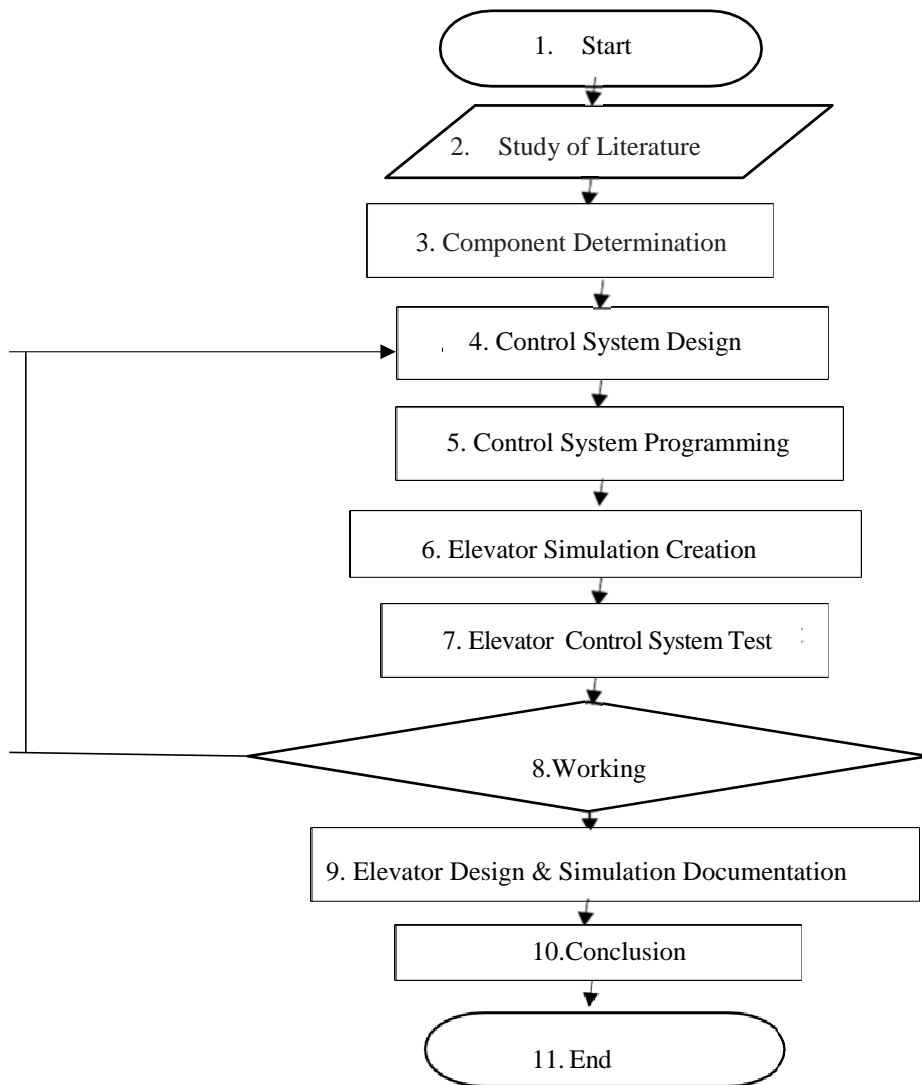 1. Start
2. Study of Literature
3. Component Determination
4. Control System Design
5. Control System Programming
6. Elevator Simulation Creation
7. Elevator Control System Test
8.Working
9. Elevator Design & Simulation Documentation
10.Conclusion
11. End